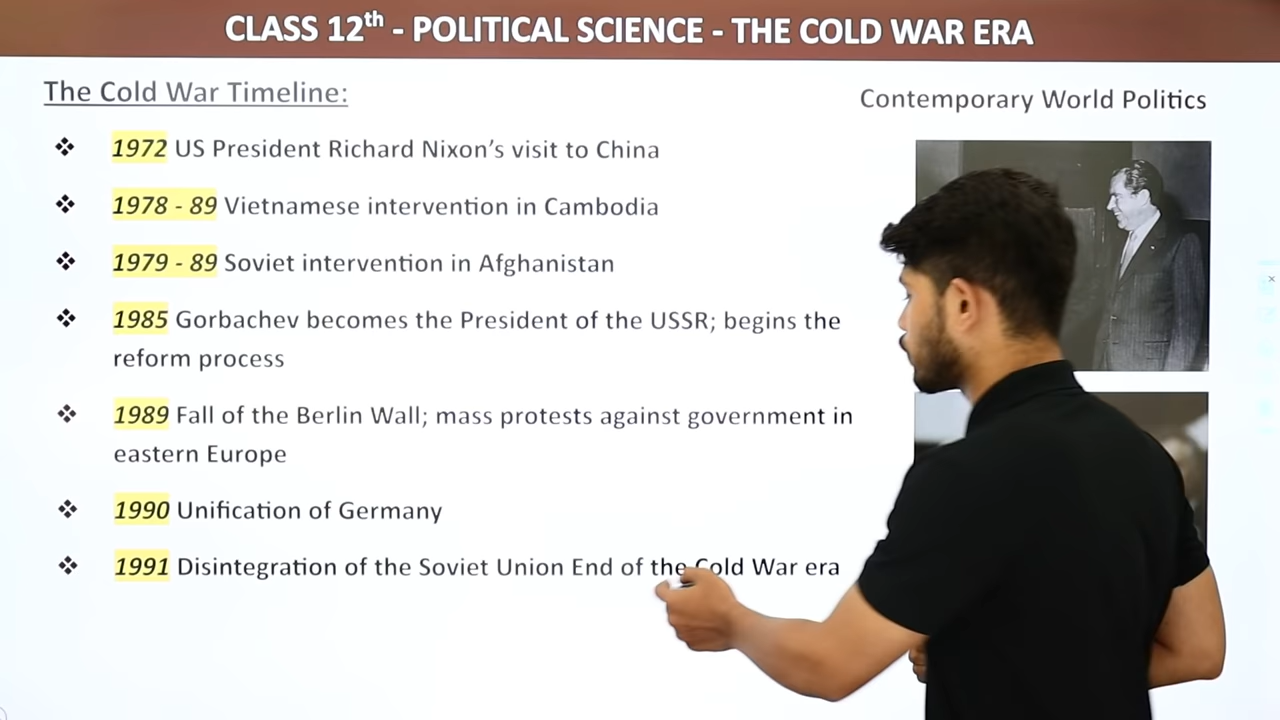 CLASS 12th - POLITICAL SCIENCE - THE COLD WAR ERA
The Cold War Timeline:
Contemporary World Politics
❖ 1972 US President Richard Nixon’s visit to China
❖ 1978 - 89 Vietnamese intervention in Cambodia
❖ 1979 - 89 Soviet intervention in Afghanistan
❖ 1985 Gorbachev becomes the President of the USSR; begins the
reform process
❖ 1989 Fall of the Berlin Wall; mass protests against government in
eastern Europe
❖ 1990 Unification of Germany
❖ 1991 Disintegration of the Soviet Union End of the Cold War era